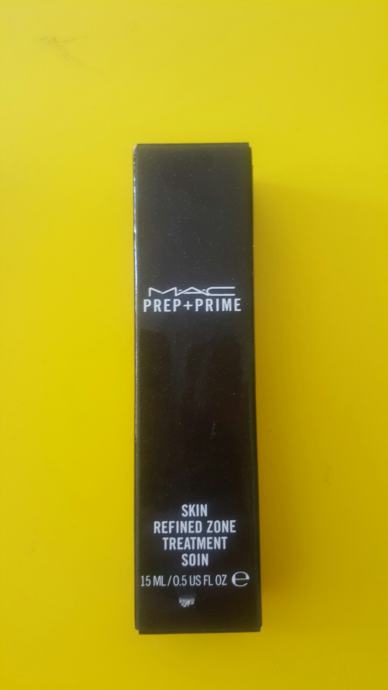 MAC
PREP+PRIME
SKIN
REFINED ZONE
TREATMENT
SOIN
15 ML / 0.5 US FL OZ ℮